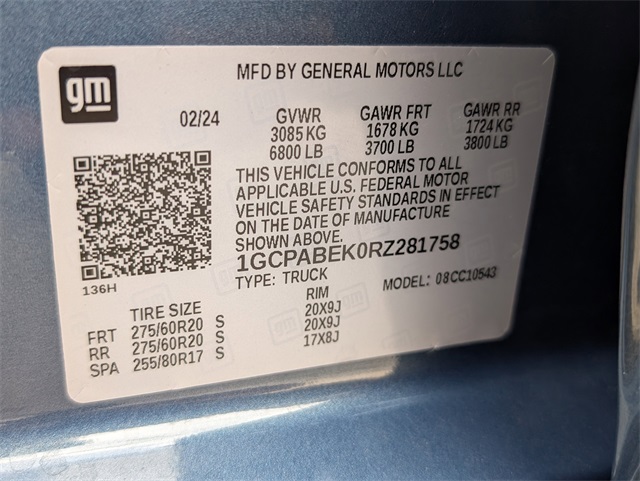 gm
MFD BY GENERAL MOTORS LLC
02/24 GVWR GAWR FRT GAWR RR
3085 KG 1678 KG 1724 KG
6800 LB 3700 LB 3800 LB
THIS VEHICLE CONFORMS TO ALL
APPLICABLE U.S. FEDERAL MOTOR
VEHICLE SAFETY STANDARDS IN EFFECT
ON THE DATE OF MANUFACTURE
SHOWN ABOVE.
1GCPABEK0RZ281758
136H
TYPE: TRUCK MODEL: 08CC10543
TIRE SIZE RIM
FRT 275/60R20 S 20X9J
RR 275/60R20 S 20X9J
SPA 255/80R17 S 17X8J